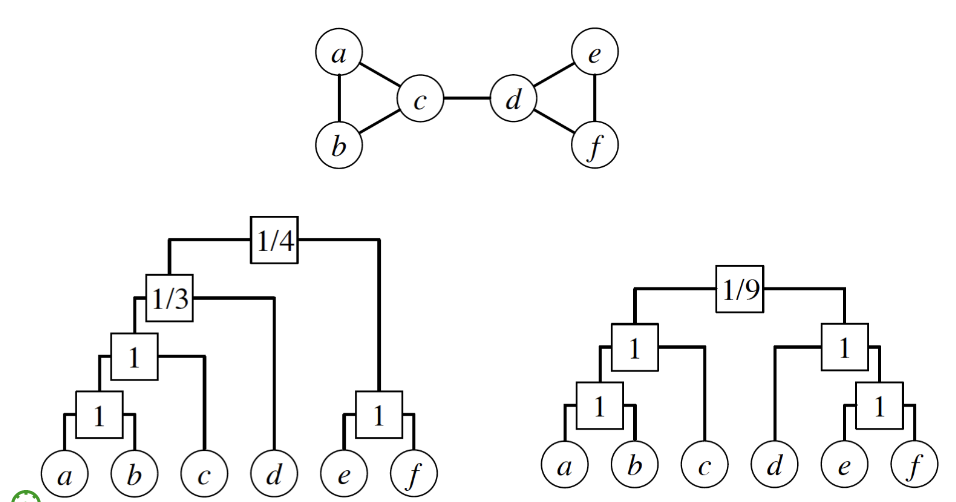 a e
c d
b f
1/4
1/3 1/9
1 1 1
1 1 1 1
a b c d e f a b c d e f